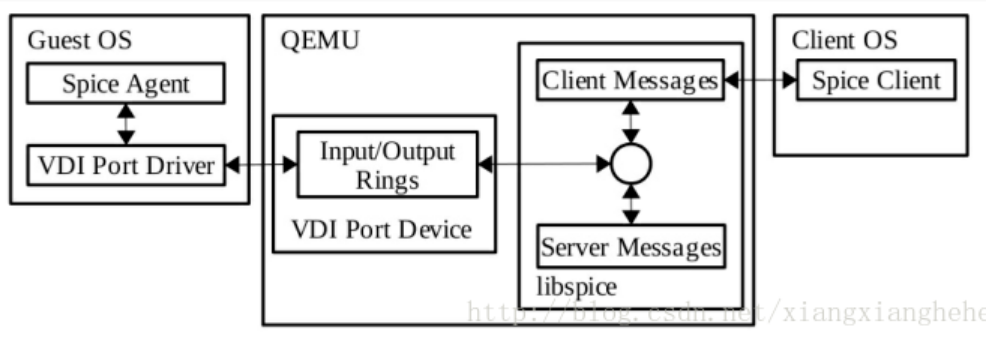 Guest OS
Spice Agent
VDI Port Driver
QEMU
Input/Output
Rings
VDI Port Device
Client Messages
Server Messages
libspice
Client OS
Spice Client
http://blog.csdn.net/xiangxianghehe